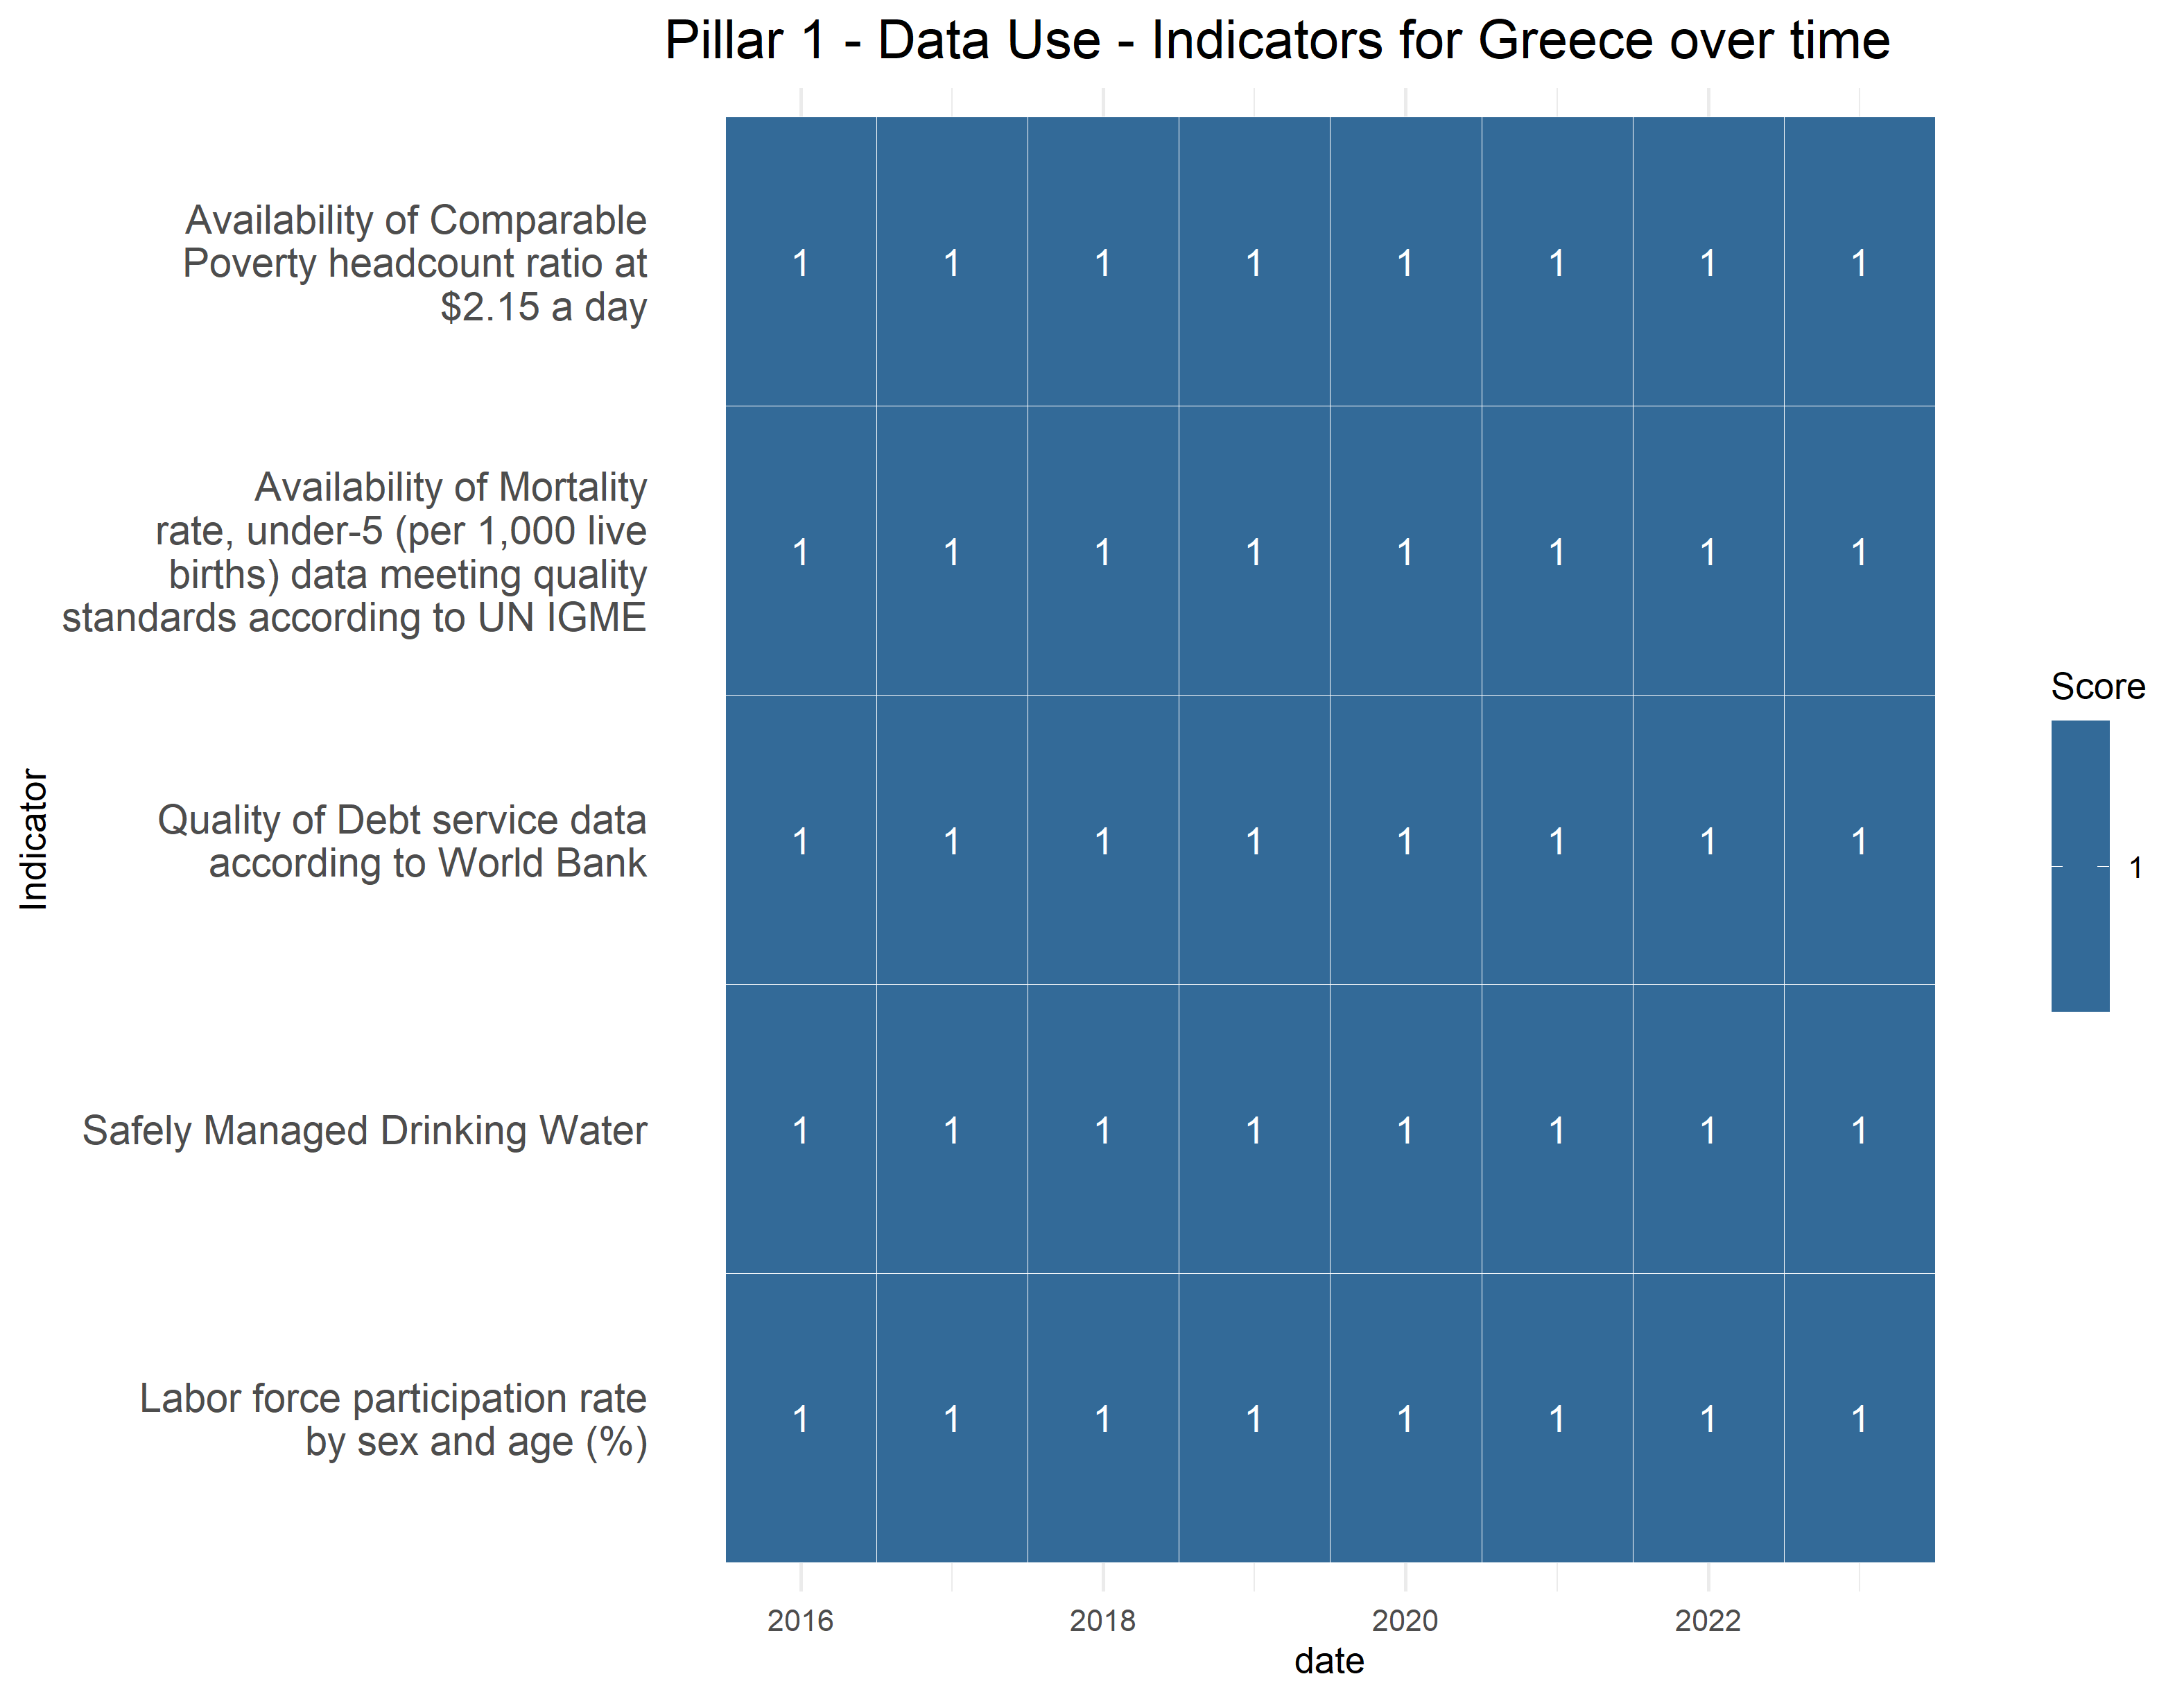 Pillar 1 - Data Use - Indicators for Greece over time
Indicator
Availability of Comparable
Poverty headcount ratio at
$2.15 a day
1 1 1 1 1 1 1 1
Availability of Mortality
rate, under-5 (per 1,000 live
births) data meeting quality
standards according to UN IGME
1 1 1 1 1 1 1 1
Quality of Debt service data
according to World Bank
1 1 1 1 1 1 1 1
Safely Managed Drinking Water
1 1 1 1 1 1 1 1
Labor force participation rate
by sex and age (%)
1 1 1 1 1 1 1 1
2016 2018 2020 2022
date
Score
1